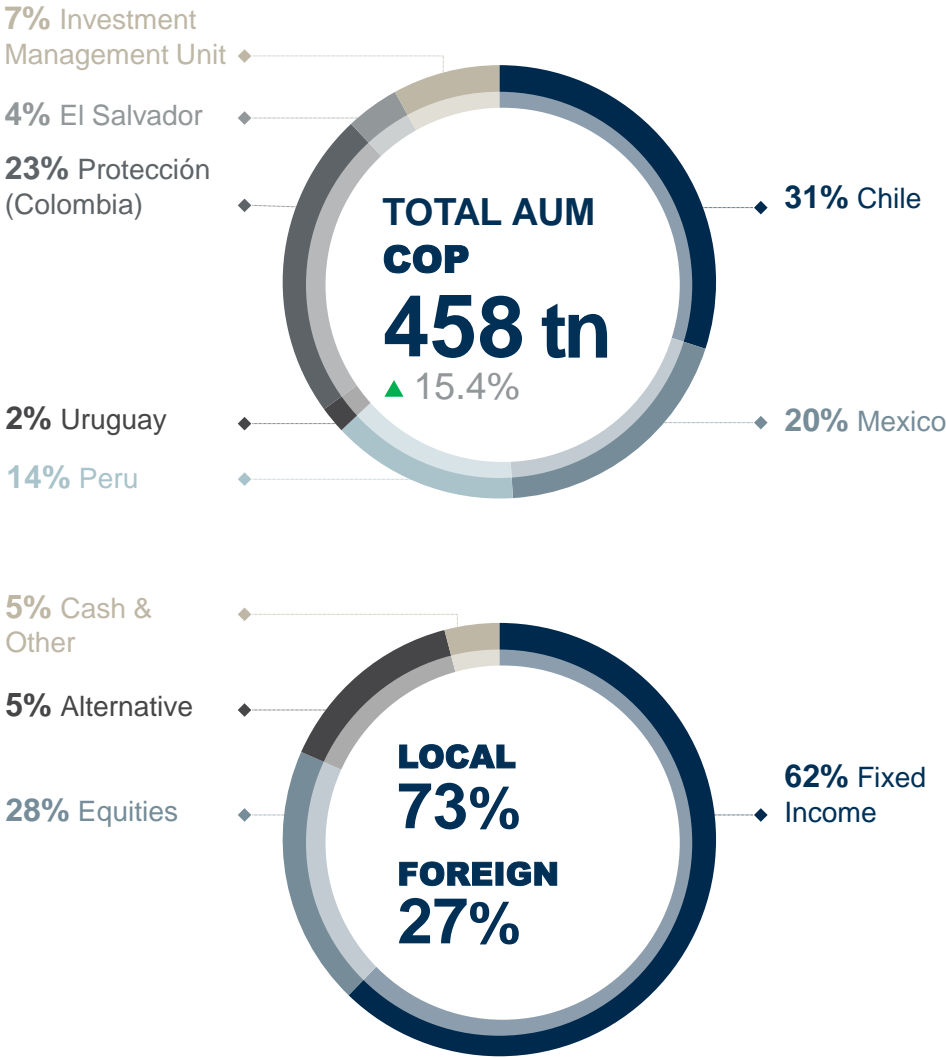 7% Investment
Management Unit
4% El Salvador
23% Protección
(Colombia)
2% Uruguay
14% Peru
TOTAL AUM
COP
458 tn
15.4%
31% Chile
20% Mexico
5% Cash &
Other
5% Alternative
28% Equities
LOCAL
73%
FOREIGN
27%
62% Fixed
Income